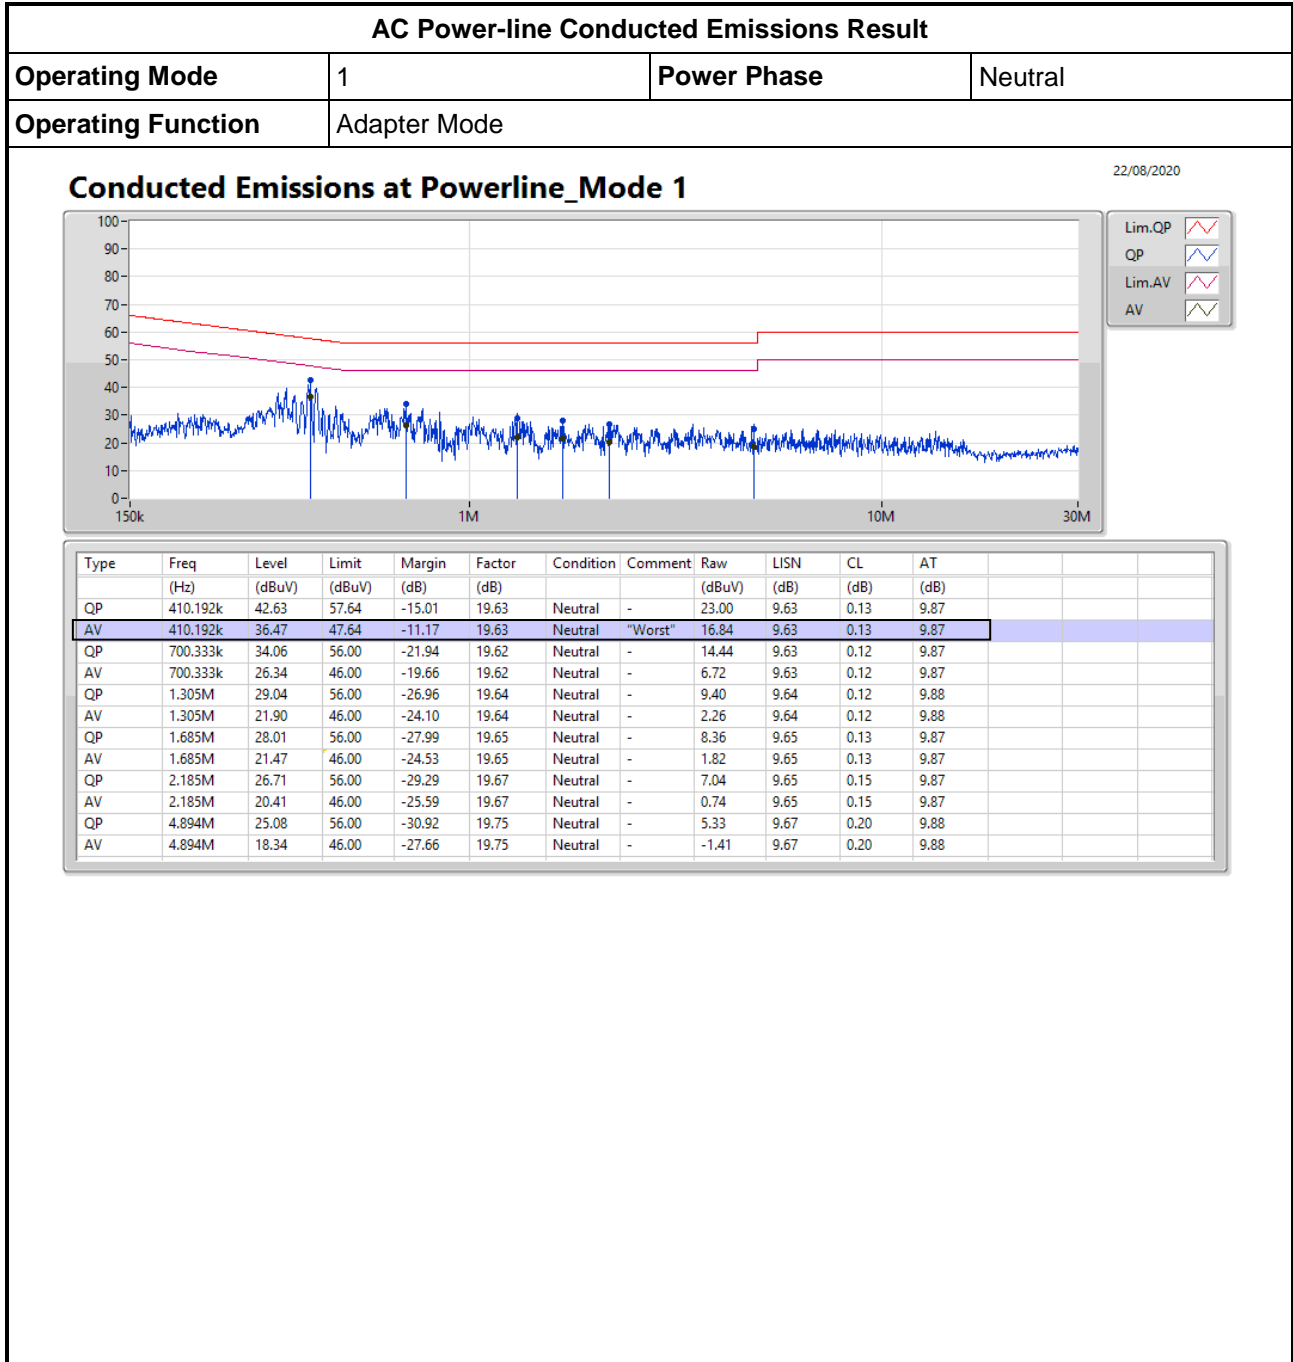 AC Power-line Conducted Emissions Result
Operating Mode 1 Power Phase Neutral
Operating Function Adapter Mode
22/08/2020
Conducted Emissions at Powerline_Mode 1
100
90
80
70
60
50
40
30
20
10
0
150k 1M 10M 30M
Lim.QP
QP
Lim.AV
AV
Type Freq Level Limit Margin Factor Condition Comment Raw LISN CL AT
(Hz) (dBuV) (dBuV) (dB) (dB) (dBuV) (dB) (dB) (dB)
QP 410.192k 42.63 57.64 -15.01 19.63 Neutral - 23.00 9.63 0.13 9.87
AV 410.192k 36.47 47.64 -11.17 19.63 Neutral "Worst" 16.84 9.63 0.13 9.87
QP 700.333k 34.06 56.00 -21.94 19.62 Neutral - 14.44 9.63 0.12 9.87
AV 700.333k 26.34 46.00 -19.66 19.62 Neutral - 6.72 9.63 0.12 9.87
QP 1.305M 29.04 56.00 -26.96 19.64 Neutral - 9.40 9.64 0.12 9.88
AV 1.305M 21.90 46.00 -24.10 19.64 Neutral - 2.26 9.64 0.12 9.88
QP 1.685M 28.01 56.00 -27.99 19.65 Neutral - 8.36 9.65 0.13 9.87
AV 1.685M 21.47 46.00 -24.53 19.65 Neutral - 1.82 9.65 0.13 9.87
QP 2.185M 26.71 56.00 -29.29 19.67 Neutral - 7.04 9.65 0.15 9.87
AV 2.185M 20.41 46.00 -25.59 19.67 Neutral - 0.74 9.65 0.15 9.87
QP 4.894M 25.08 56.00 -30.92 19.75 Neutral - 5.33 9.67 0.20 9.88
AV 4.894M 18.34 46.00 -27.66 19.75 Neutral - -1.41 9.67 0.20 9.88